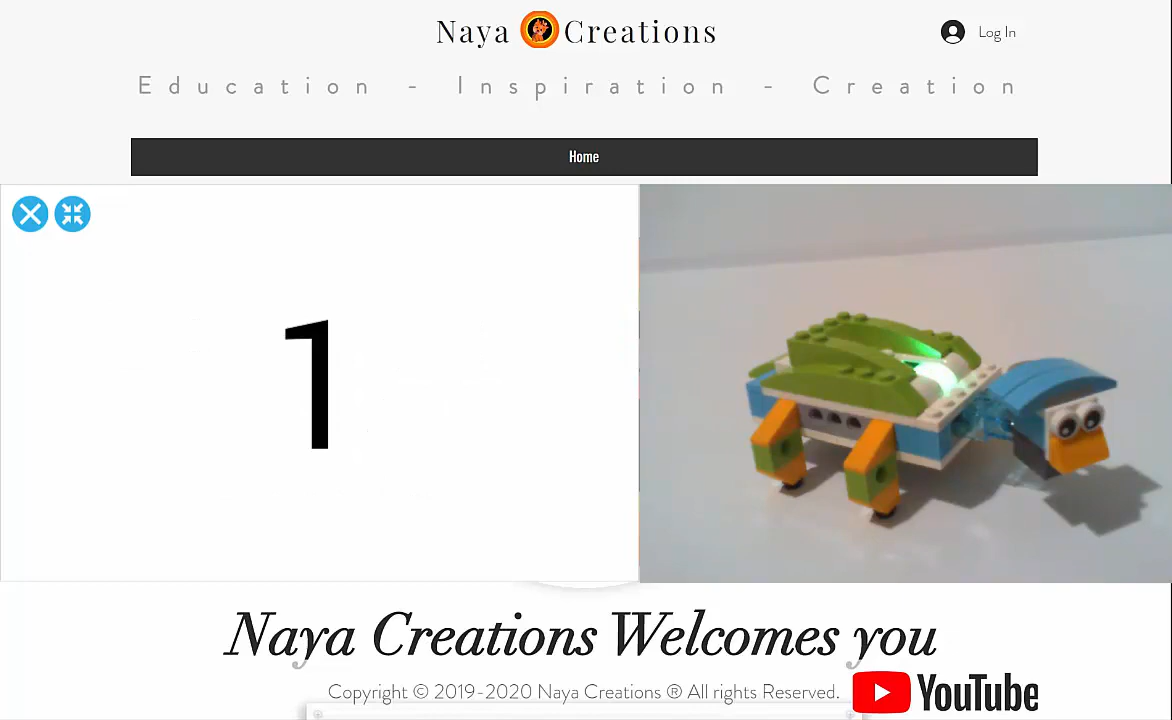 Naya Creations
Log In
Education - Inspiration - Creation
Home
1
Naya Creations Welcomes you
Copyright © 2019-2020 Naya Creations ® All rights Reserved.
YouTube